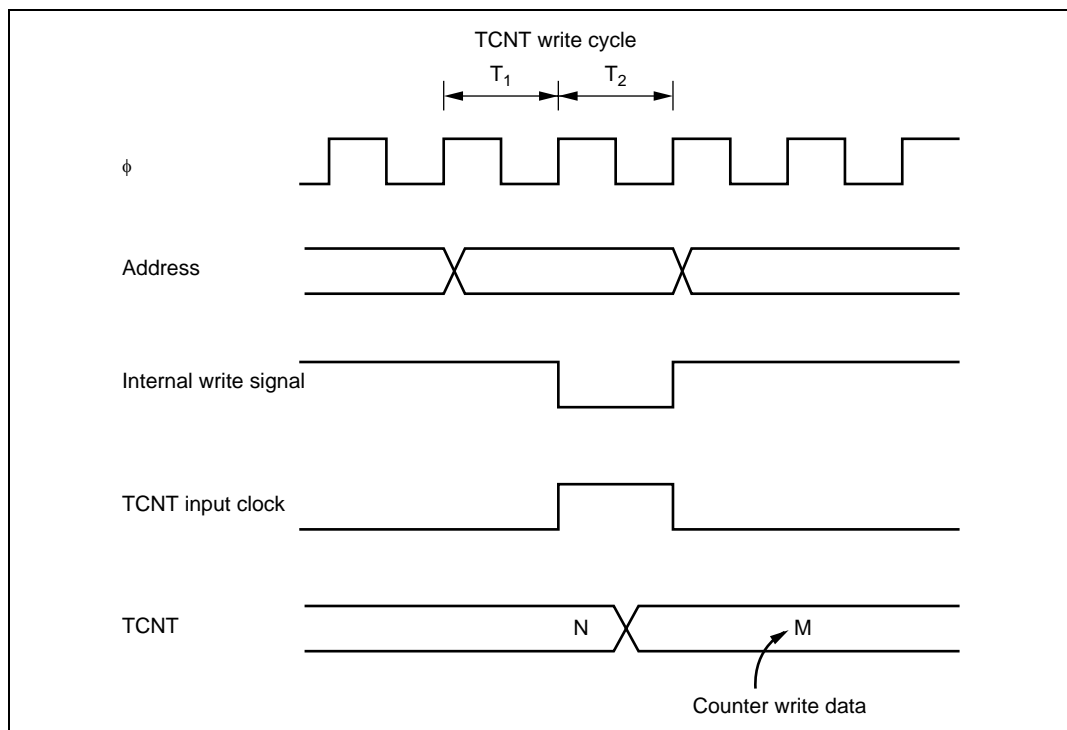 TCNT write cycle
T1 T2
ϕ
Address
Internal write signal
TCNT input clock
TCNT N M
Counter write data